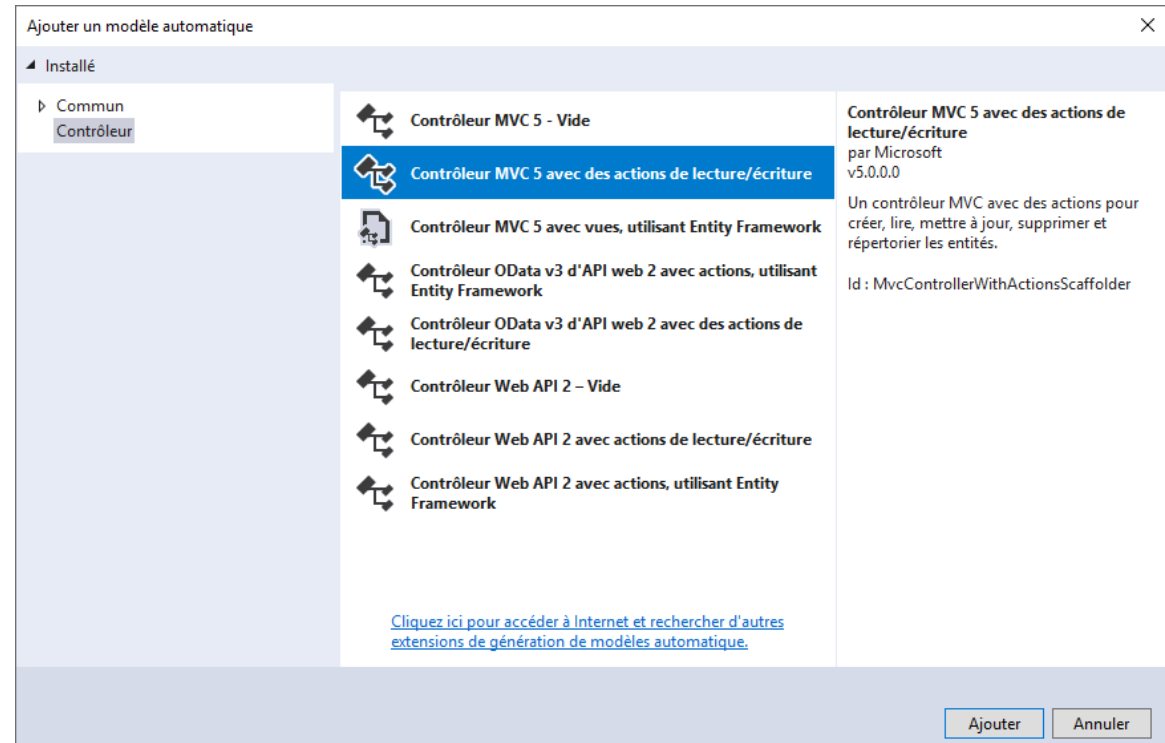 Ajouter un modèle automatique
Installé
Commun
Contrôleur
Contrôleur MVC 5 - Vide
Contrôleur MVC 5 avec des actions de lecture/écriture
Contrôleur MVC 5 avec vues, utilisant Entity Framework
Contrôleur OData v3 d'API web 2 avec actions, utilisant
Entity Framework
Contrôleur OData v3 d'API web 2 avec des actions de
lecture/écriture
Contrôleur Web API 2 – Vide
Contrôleur Web API 2 avec actions de lecture/écriture
Contrôleur Web API 2 avec actions, utilisant Entity
Framework
Cliquez ici pour accéder à Internet et rechercher d'autres
extensions de génération de modèles automatique.
Contrôleur MVC 5 avec des actions de
lecture/écriture
par Microsoft
v5.0.0.0
Un contrôleur MVC avec des actions pour
créer, lire, mettre à jour, supprimer et
répertorier les entités.
Id : MvcControllerWithActionsScaffolder
Ajouter
Annuler